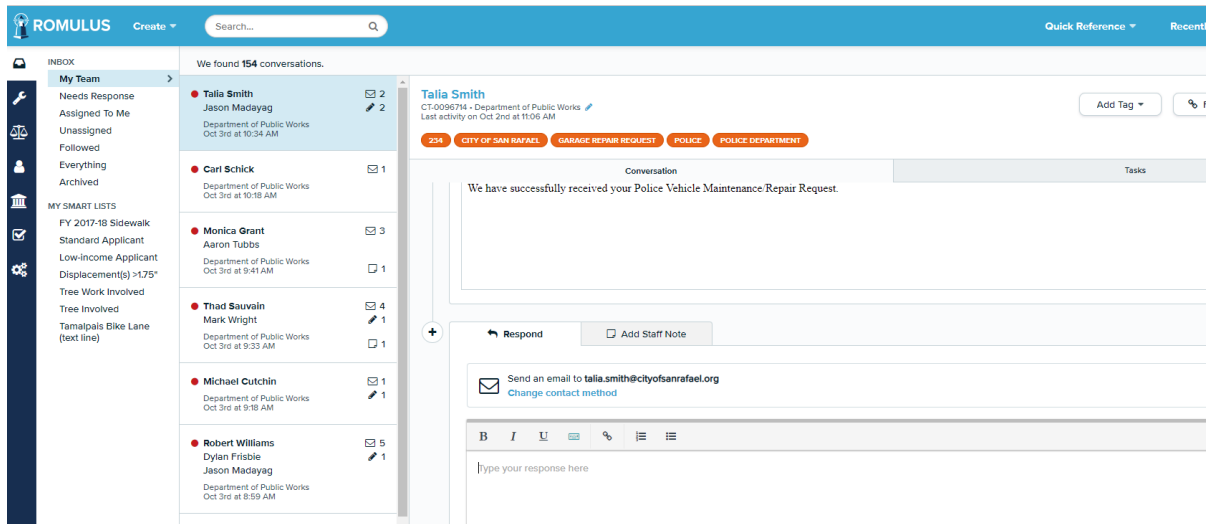 ROMULUS Create Search... Quick Reference
INBOX
My Team
Needs Response
Assigned To Me
Unassigned
Followed
Everything
Archived
MY SMART LISTS
FY 2017-18 Sidewalk
Standard Applicant
Low-income Applicant
Displacement(s) >1.75"
Tree Work Involved
Tree Involved
Tamalpais Bike Lane
(text line)
We found 154 conversations.
Talia Smith 2
Jason Madayag 2
Department of Public Works
Oct 3rd at 10:34 AM
Carl Schick 1
Department of Public Works
Oct 3rd at 10:18 AM
Monica Grant 3
Aaron Tubbs
Department of Public Works
Oct 3rd at 9:41 AM 1
Thad Sauvain 4
Mark Wright 1
Department of Public Works
Oct 3rd at 9:33 AM 1
Michael Cutchin 1
Department of Public Works 1
Oct 3rd at 9:18 AM
Robert Williams 5
Dylan Frisbie 1
Jason Madayag
Department of Public Works
Oct 3rd at 8:59 AM
Talia Smith
CT-0096714 • Department of Public Works
Last activity on Oct 2nd at 11:06 AM
Add Tag
234 CITY OF SAN RAFAEL GARAGE REPAIR REQUEST POLICE POLICE DEPARTMENT
Conversation Tasks
We have successfully received your Police Vehicle Maintenance/Repair Request.
Respond Add Staff Note
Send an email to talia.smith@cityofsanrafael.org
Change contact method
B I U
Type your response here